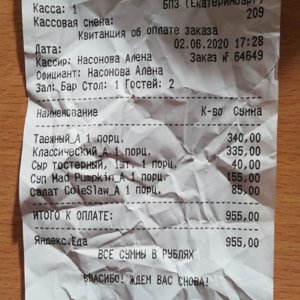 Касса: 1 БПЗ (Екатеринбург)
Кассовая смена: 209
Квитанция об оплате заказа
Дата: 02.06.2020 17:28
Кассир: Насонова Алена Заказ № 64649
Официант: Насонова Алена
Зал: Бар Стол: 1 Гостей: 2
Наименование К-во Сумма
Таежный_А 1 порц. 340,00
Классический_А 1 порц. 335,00
Сыр тостерный, 1шт. 1 порц. 40,00
Суп Mad Pumpkin_А 1 порц. 155,00
Салат ColeSlaw_А 1 порц. 85,00
ИТОГО К ОПЛАТЕ: 955,00
Яндекс.Еда 955,00
ВСЕ СУММЫ В РУБЛЯХ
СПАСИБО! ЖДЕМ ВАС СНОВА!